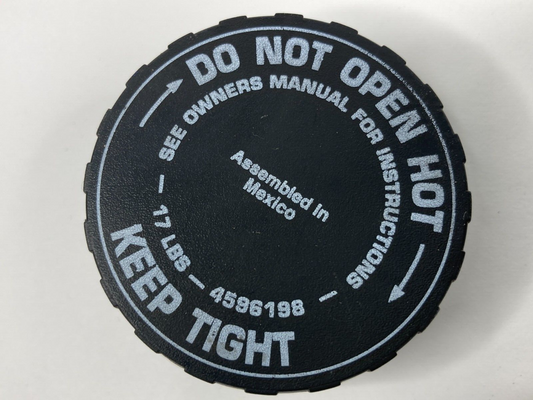 DO NOT OPEN HOT
KEEP TIGHT
SEE OWNERS MANUAL FOR INSTRUCTIONS
17 LBS – 4596198
Assembled in
Mexico